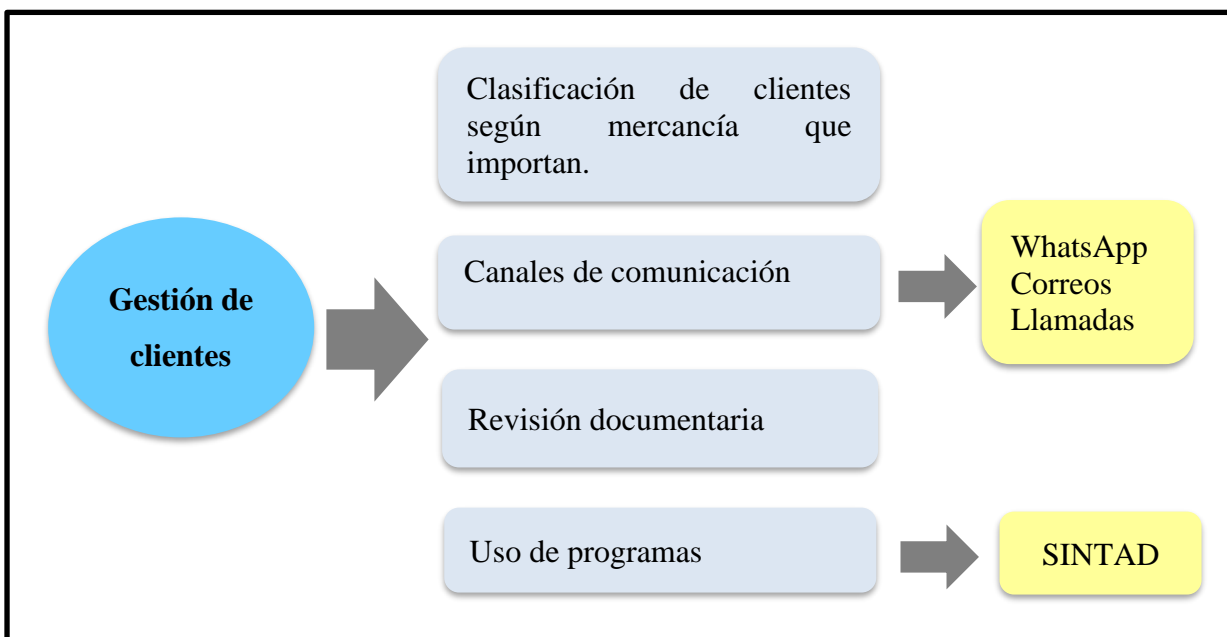 Clasificación de clientes
según mercancía que
importan.
Gestión de
clientes
Canales de comunicación
WhatsApp
Correos
Llamadas
Revisión documentaria
Uso de programas
SINTAD